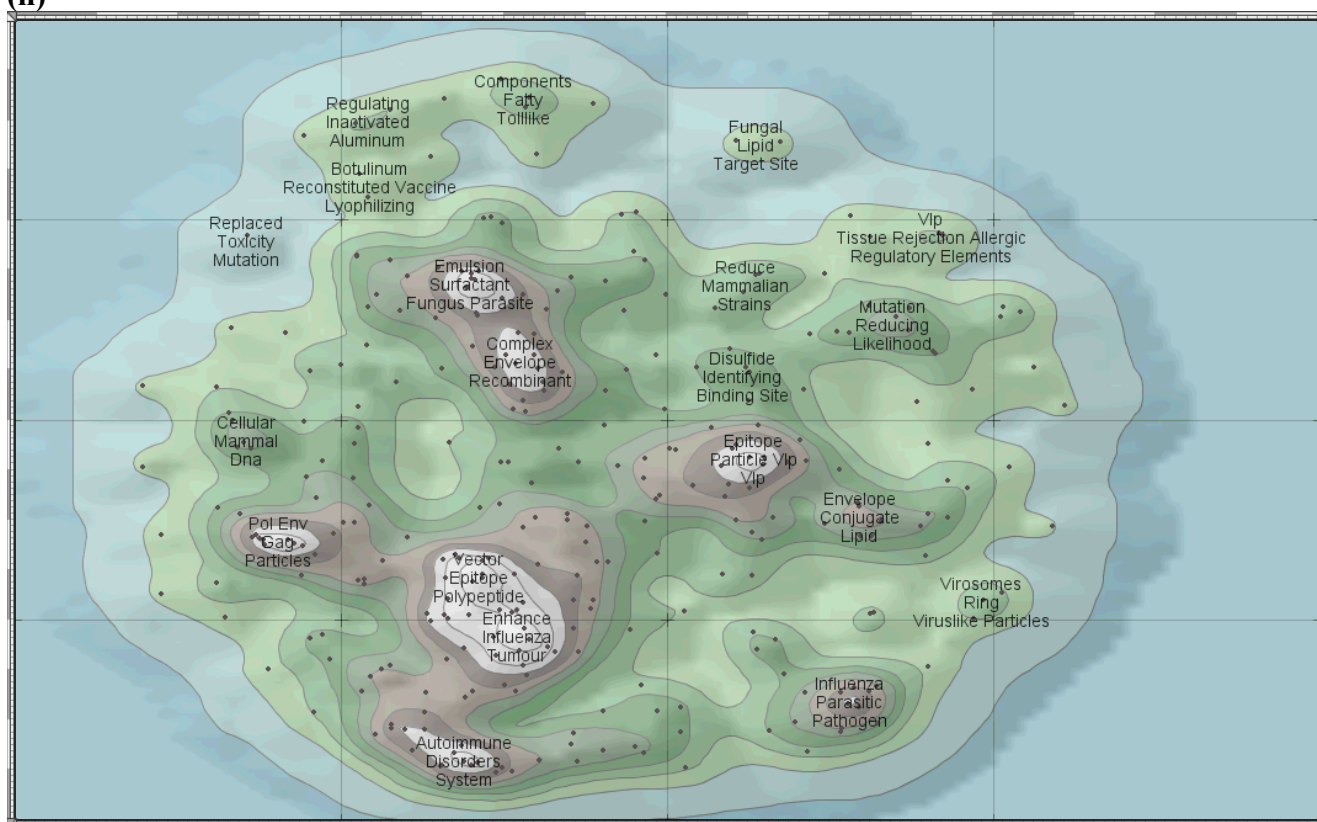 (ii)
Components
Fatty
Tolllike
Regulating
Inactivated
Aluminum
Fungal
Lipid
Target Site
Botulinum
Reconstituted Vaccine
Lyophilizing
Replaced
Toxicity
Mutation
Vlp
Tissue Rejection Allergic
Regulatory Elements
Emulsion
Surfactant
Fungus Parasite
Reduce
Mammalian
Strains
Mutation
Reducing
Likelihood
Complex
Envelope
Recombinant
Disulfide
Identifying
Binding Site
Cellular
Mammal
Dna
Epitope
Particle Vlp
Vlp
Envelope
Conjugate
Lipid
Pol Env
Gag
Particles
Vector
Epitope
Polypeptide
Virosomes
Ring
Viruslike Particles
Enhance
Influenza
Tumour
Influenza
Parasitic
Pathogen
Autoimmune
Disorders
System